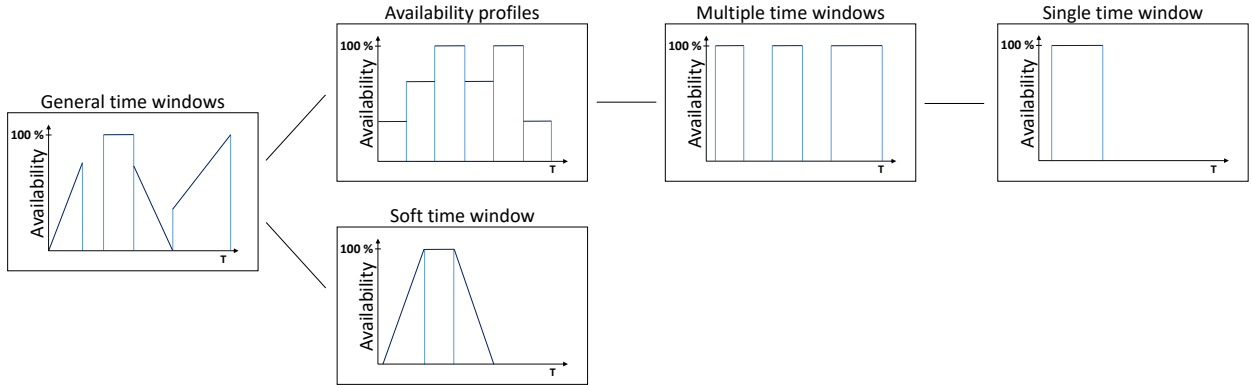 General time windows
100 %
Availability
T
Availability profiles
100 %
Availability
T
Soft time window
100 %
Availability
T
Multiple time windows
100 %
Availability
T
Single time window
100 %
Availability
T